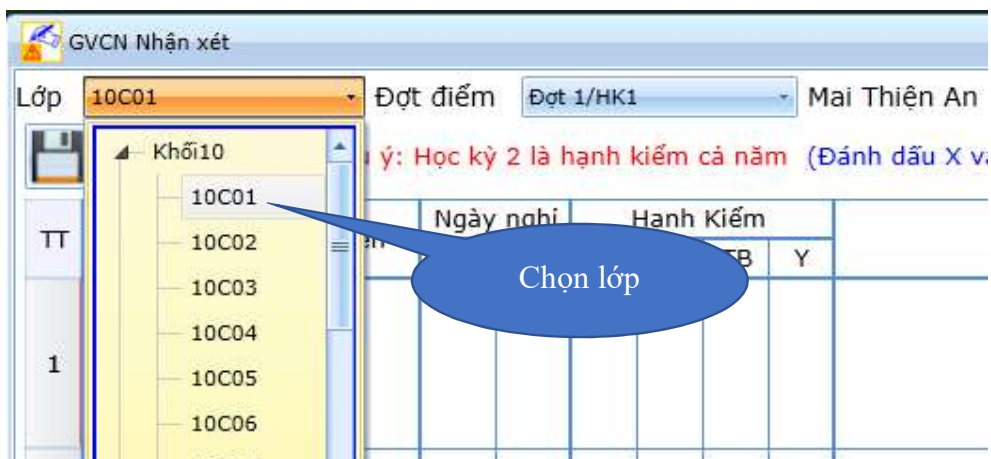 GVCN Nhận xét
Lớp 10C01 Đợt điểm Đợt 1/HK1 Mai Thiện An
ý: Học kỳ 2 là hạnh kiểm cả năm (Đánh dấu X
Khối10
10C01
10C02
10C03
10C04
10C05
10C06
TT Ngày nghỉ Hạnh Kiểm
TB Y
Chọn lớp
1